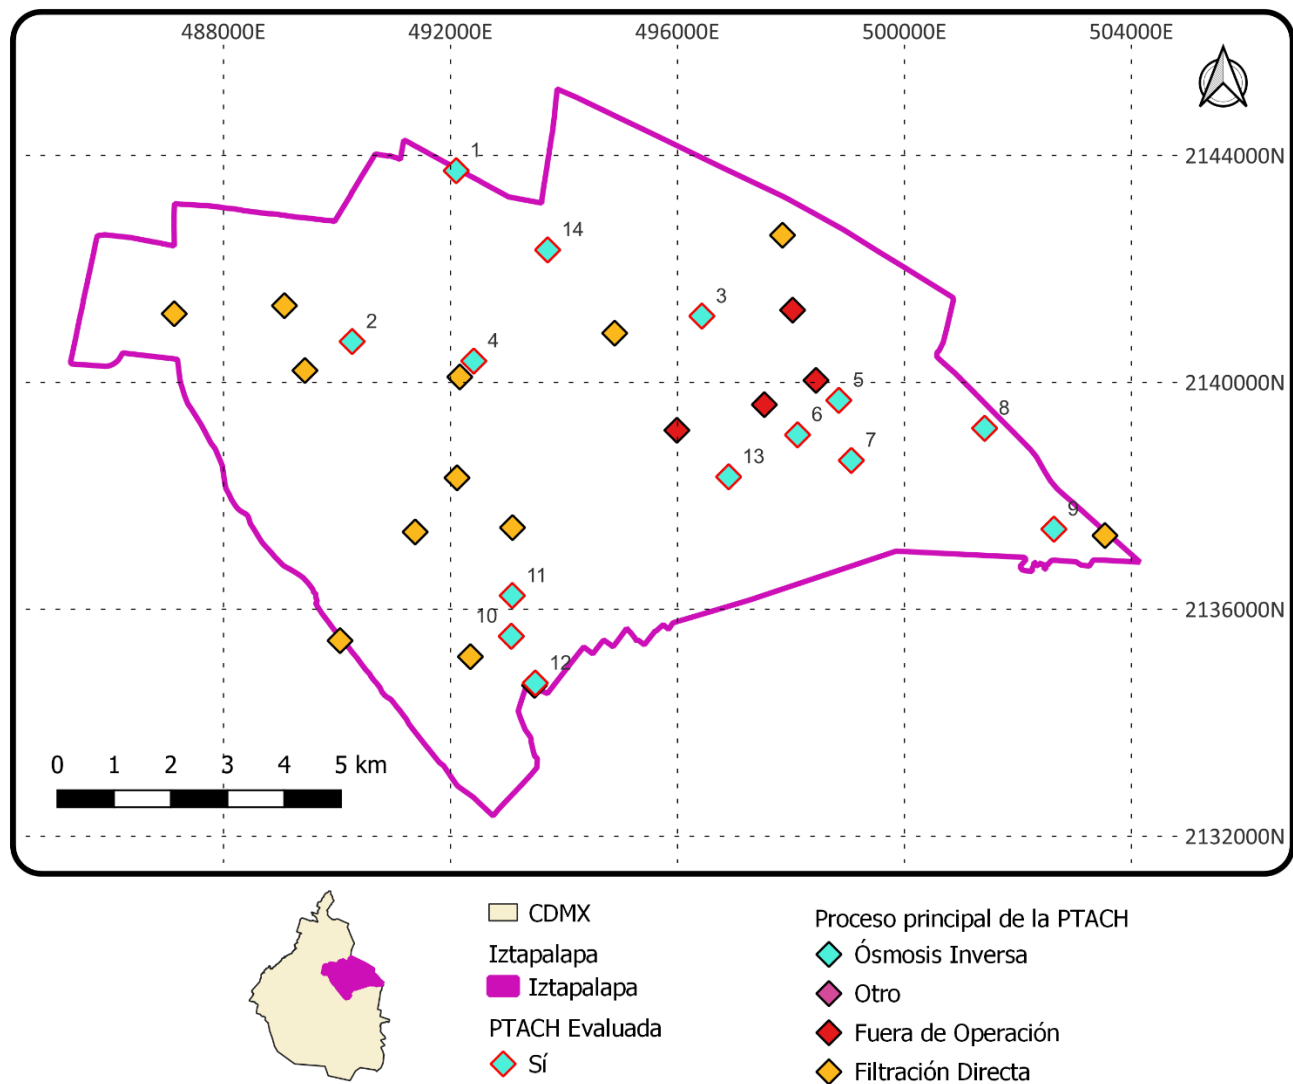 488000E 492000E 496000E 500000E 504000E
1
2144000N
14
3
2
4
2140000N
5
6
8
7
13
9
11
10
2136000N
12
0 1 2 3 4 5 km
2132000N
CDMX
Iztapalapa
Iztapalapa
PTACH Evaluada
Sí
Proceso principal de la PTACH
Ósmosis Inversa
Otro
Fuera de Operación
Filtración Directa